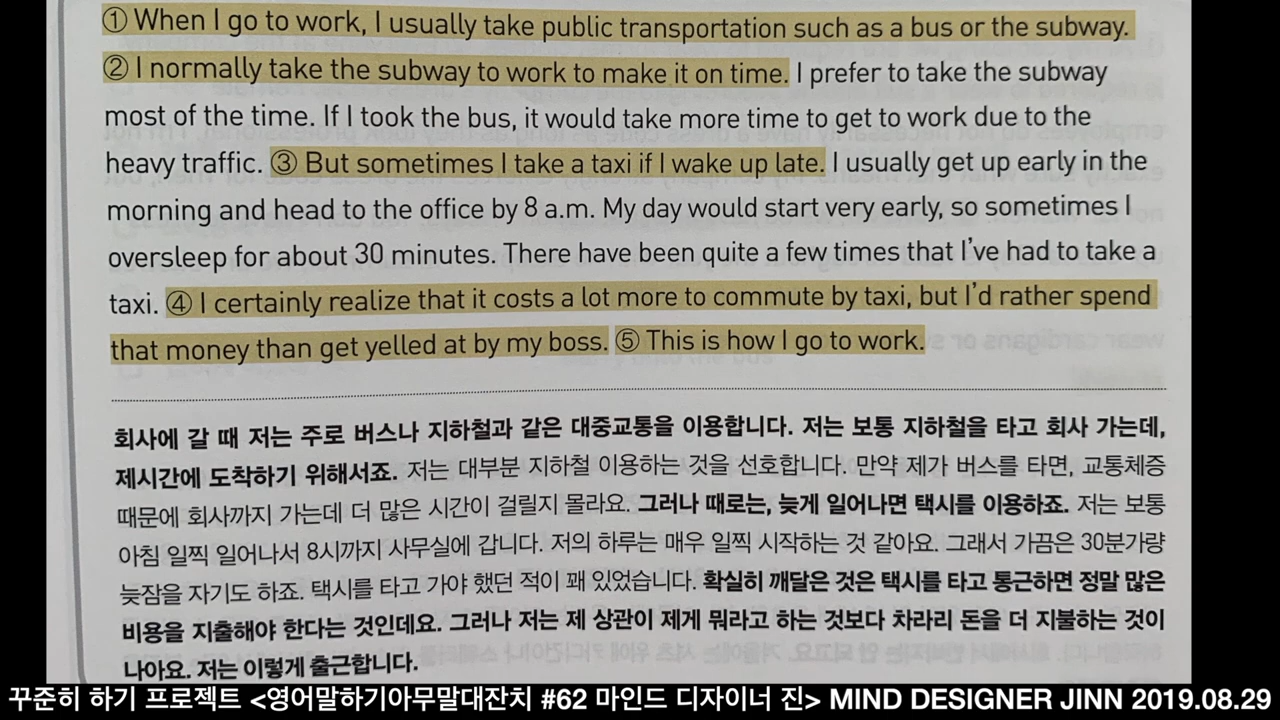 ① When I go to work, I usually take public transportation such as a bus or the subway.
② I normally take the subway to work to make it on time. I prefer to take the subway
most of the time. If I took the bus, it would take more time to get to work due to the
heavy traffic. ③ But sometimes I take a taxi if I wake up late. I usually get up early in the
morning and head to the office by 8 a.m. My day would start very early, so sometimes I
oversleep for about 30 minutes. There have been quite a few times that I've had to take a
taxi. ④ I certainly realize that it costs a lot more to commute by taxi, but I'd rather spend
that money than get yelled at by my boss. ⑤ This is how I go to work.
회사에 갈 때 저는 주로 버스나 지하철과 같은 대중교통을 이용합니다. 저는 보통 지하철을 타고 회사 가는데,
제시간에 도착하기 위해서죠. 저는 대부분 지하철 이용하는 것을 선호합니다. 만약 제가 버스를 타면, 교통체증
때문에 회사까지 가는데 더 많은 시간이 걸릴지 몰라요. 그러나 때로는, 늦게 일어나면 택시를 이용하죠. 저는 보통
아침 일찍 일어나서 8시까지 사무실에 갑니다. 저의 하루는 매우 일찍 시작하는 것 같아요. 그래서 가끔은 30분가량
늦잠을 자기도 하죠. 택시를 타고 가야 했던 적이 꽤 있었습니다. 확실히 깨달은 것은 택시를 타고 통근하면 정말 많은
비용을 지출해야 한다는 것인데요. 그러나 저는 제 상관이 제게 뭐라고 하는 것보다 차라리 돈을 더 지불하는 것이
나아요. 저는 이렇게 출근합니다.
꾸준히 하기 프로젝트 <영어말하기아무말대잔치 #62 마인드 디자이너 진> MIND DESIGNER JINN 2019.08.29